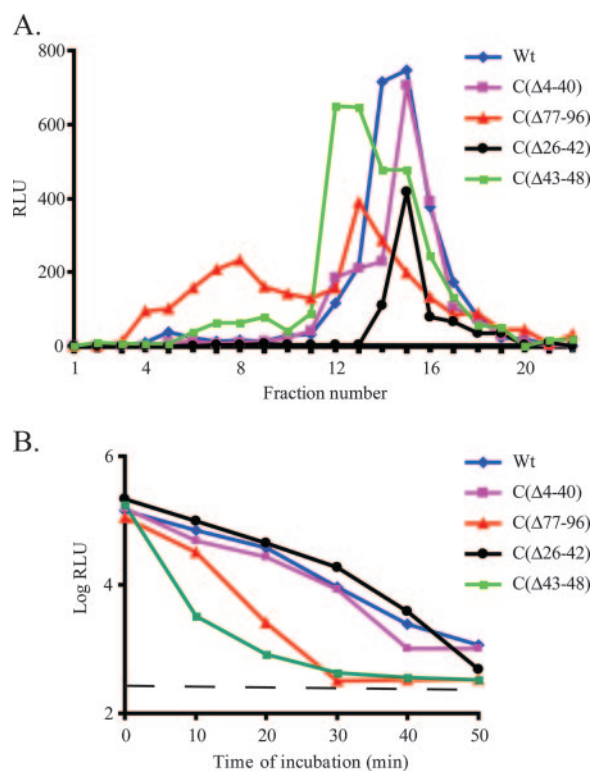 A.
800
600
400
200
0
RLU
1
4
8
12
16
20
Fraction number
Wt
C(Δ4-40)
C(Δ77-96)
C(Δ26-42)
C(Δ43-48)
B.
6
4
2
Log RLU
0
10
20
30
40
50
Time of incubation (min)
Wt
C(Δ4-40)
C(Δ77-96)
C(Δ26-42)
C(Δ43-48)